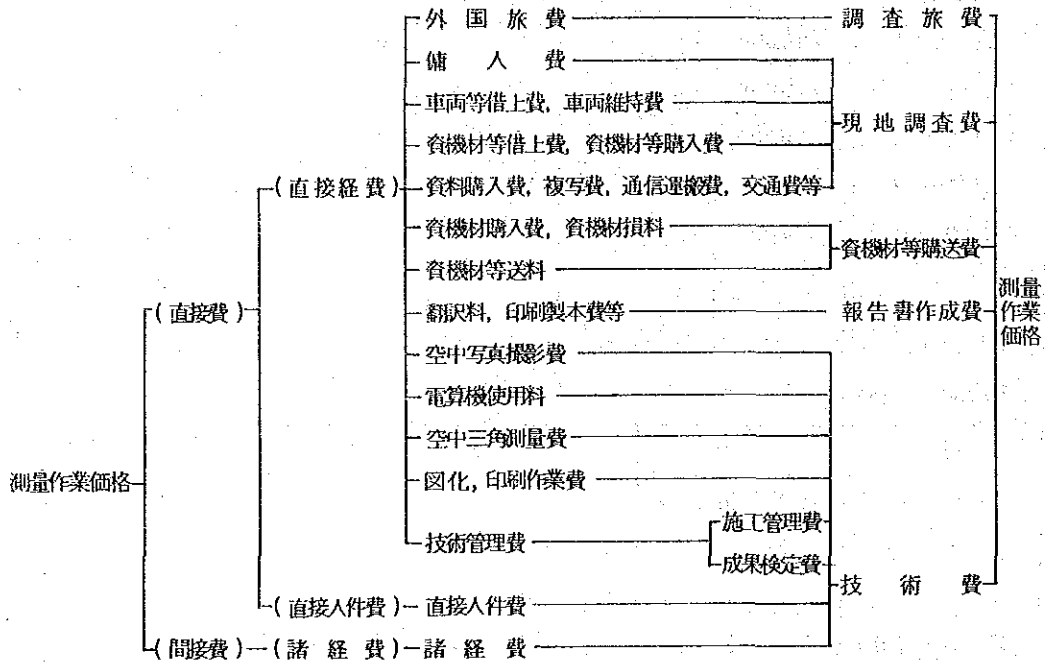 外国旅費
調査旅費
傭人費
車両等借上費，車両維持費
現地調査費
資機材等借上費，資機材等購入費
(直接経費)
資料購入費，複写費，通信運搬費，交通費等
資機材購入費，資機材損料
資機材等購送費
資機材等送料
(直接費)
翻訳料，印刷製本費等
報告書作成費
測量
作業
価格
空中写真撮影費
電算機使用料
空中三角測量費
測量作業価格
図化，印刷作業費
施工管理費
技術管理費
成果検定費
技術費
(直接人件費)
直接人件費
(間接費)
(諸経費)
諸経費